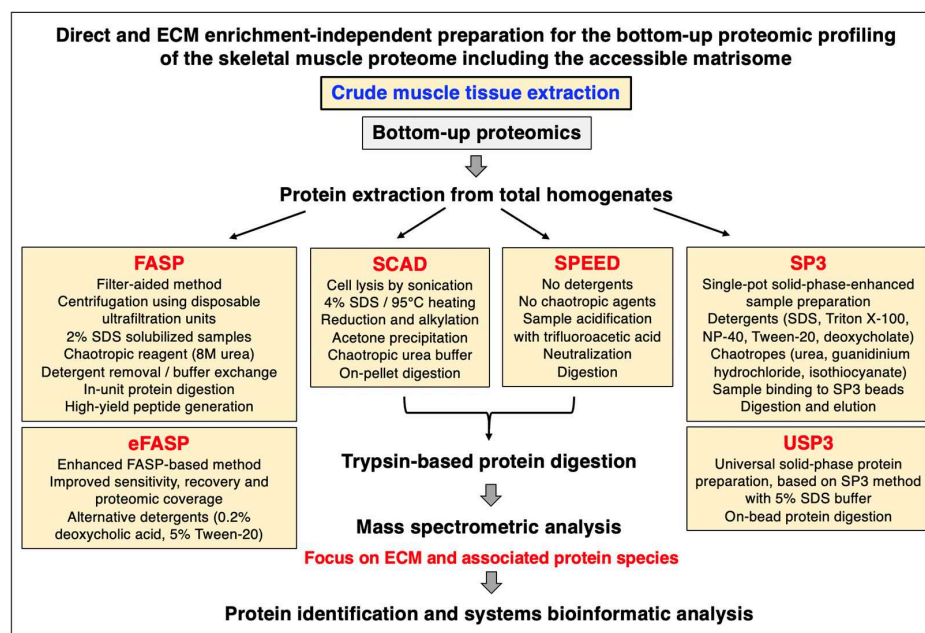 Direct and ECM enrichment-independent preparation for the bottom-up proteomic profiling
of the skeletal muscle proteome including the accessible matrisome
Crude muscle tissue extraction
Bottom-up proteomics
Protein extraction from total homogenates
FASP
Filter-aided method
Centrifugation using disposable
ultrafiltration units
2% SDS solubilized samples
Chaotropic reagent (8M urea)
Detergent removal / buffer exchange
In-unit protein digestion
High-yield peptide generation
eFASP
Enhanced FASP-based method
Improved sensitivity, recovery and
proteomic coverage
Alternative detergents (0.2%
deoxycholic acid, 5% Tween-20)
SCAD
Cell lysis by sonication
4% SDS / 95°C heating
Reduction and alkylation
Acetone precipitation
Chaotropic urea buffer
On-pellet digestion
SPEED
No detergents
No chaotropic agents
Sample acidification
with trifluoroacetic acid
Neutralization
Digestion
SP3
Single-pot solid-phase-enhanced
sample preparation
Detergents (SDS, Triton X-100,
NP-40, Tween-20, deoxycholate)
Chaotropes (urea, guanidinium
hydrochloride, isothiocyanate)
Sample binding to SP3 beads
Digestion and elution
USP3
Universal solid-phase protein
preparation, based on SP3 method
with 5% SDS buffer
On-bead protein digestion
Trypsin-based protein digestion
Mass spectrometric analysis
Focus on ECM and associated protein species
Protein identification and systems bioinformatic analysis